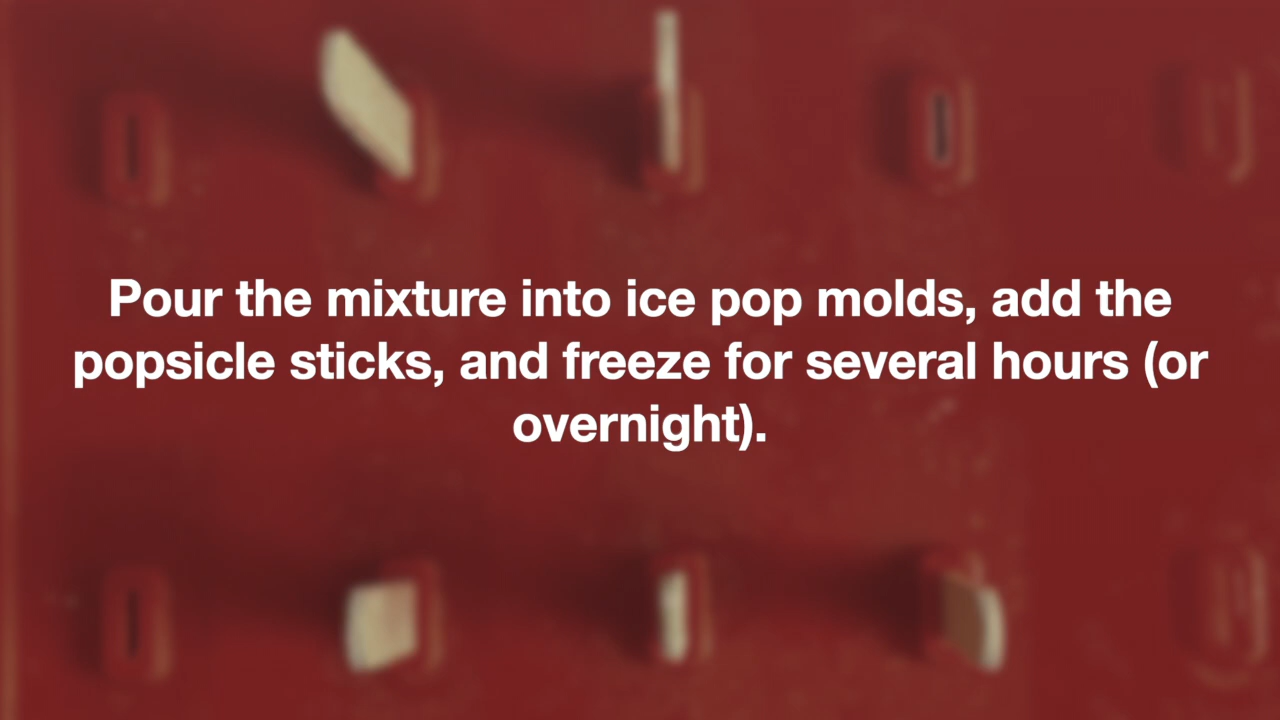 Pour the mixture into ice pop molds, add the
popsicle sticks, and freeze for several hours (or
overnight).